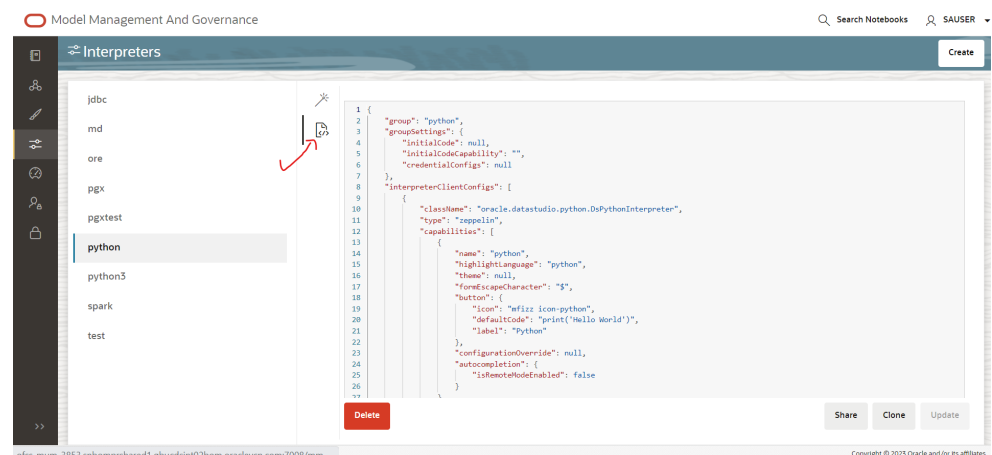 Model Management And Governance
Search Notebooks
SAUSER
Interpreters
Create
jdbc
md
ore
pgx
pgxtest
python
python3
spark
test
1 {
2 "group": "python",
3 "groupSettings": {
4 "initialCode": null,
5 "initialCodeCapability": "",
6 "credentialConfigs": null
7 },
8 "interpreterClientConfigs": [
9 {
10 "className": "oracle.datastudio.python.DsPythonInterpreter",
11 "type": "zeppelin",
12 "capabilities": [
13 {
14 "name": "python",
15 "highlightLanguage": "python",
16 "theme": null,
17 "formEscapeCharacter": "$",
18 "button": {
19 "icon": "mfizz icon-python",
20 "defaultCode": "print('Hello World')",
21 "label": "Python"
22 },
23 "configurationOverride": null,
24 "autocompletion": {
25 "isRemoteModeEnabled": false
26 }
27 }
Delete
Share
Clone
Update
Copyright © 2023 Oracle and/or its affiliates